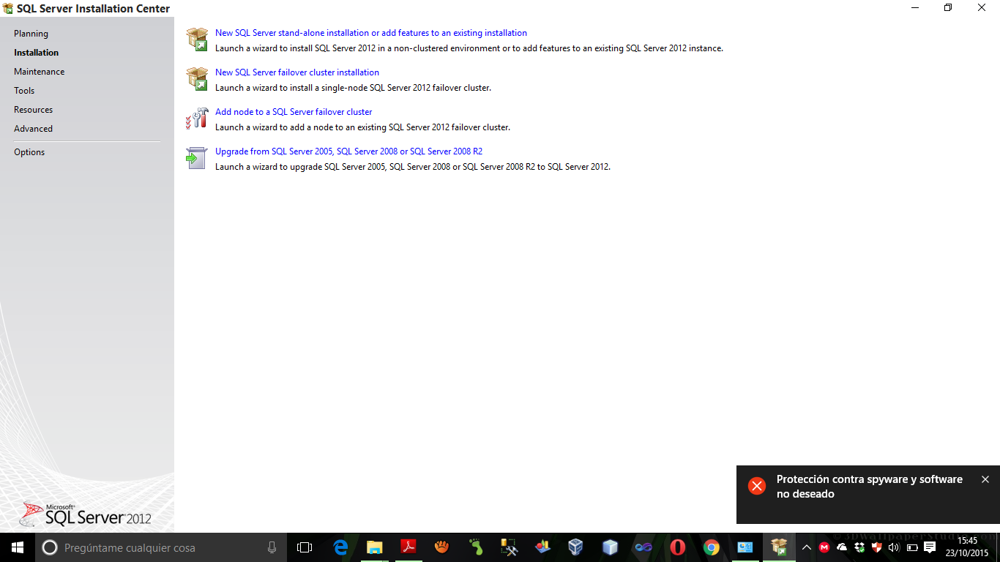 SQL Server Installation Center
Planning
Installation
Maintenance
Tools
Resources
Advanced
Options
New SQL Server stand-alone installation or add features to an existing installation
Launch a wizard to install SQL Server 2012 in a non-clustered environment or to add features to an existing SQL Server 2012 instance.
New SQL Server failover cluster installation
Launch a wizard to install a single-node SQL Server 2012 failover cluster.
Add node to a SQL Server failover cluster
Launch a wizard to add a node to an existing SQL Server 2012 failover cluster.
Upgrade from SQL Server 2005, SQL Server 2008 or SQL Server 2008 R2
Launch a wizard to upgrade SQL Server 2005, SQL Server 2008 or SQL Server 2008 R2 to SQL Server 2012.
Protección contra spyware y software
no deseado
Microsoft®
SQL Server 2012
Pregúntame cualquier cosa
15:45
23/10/2015